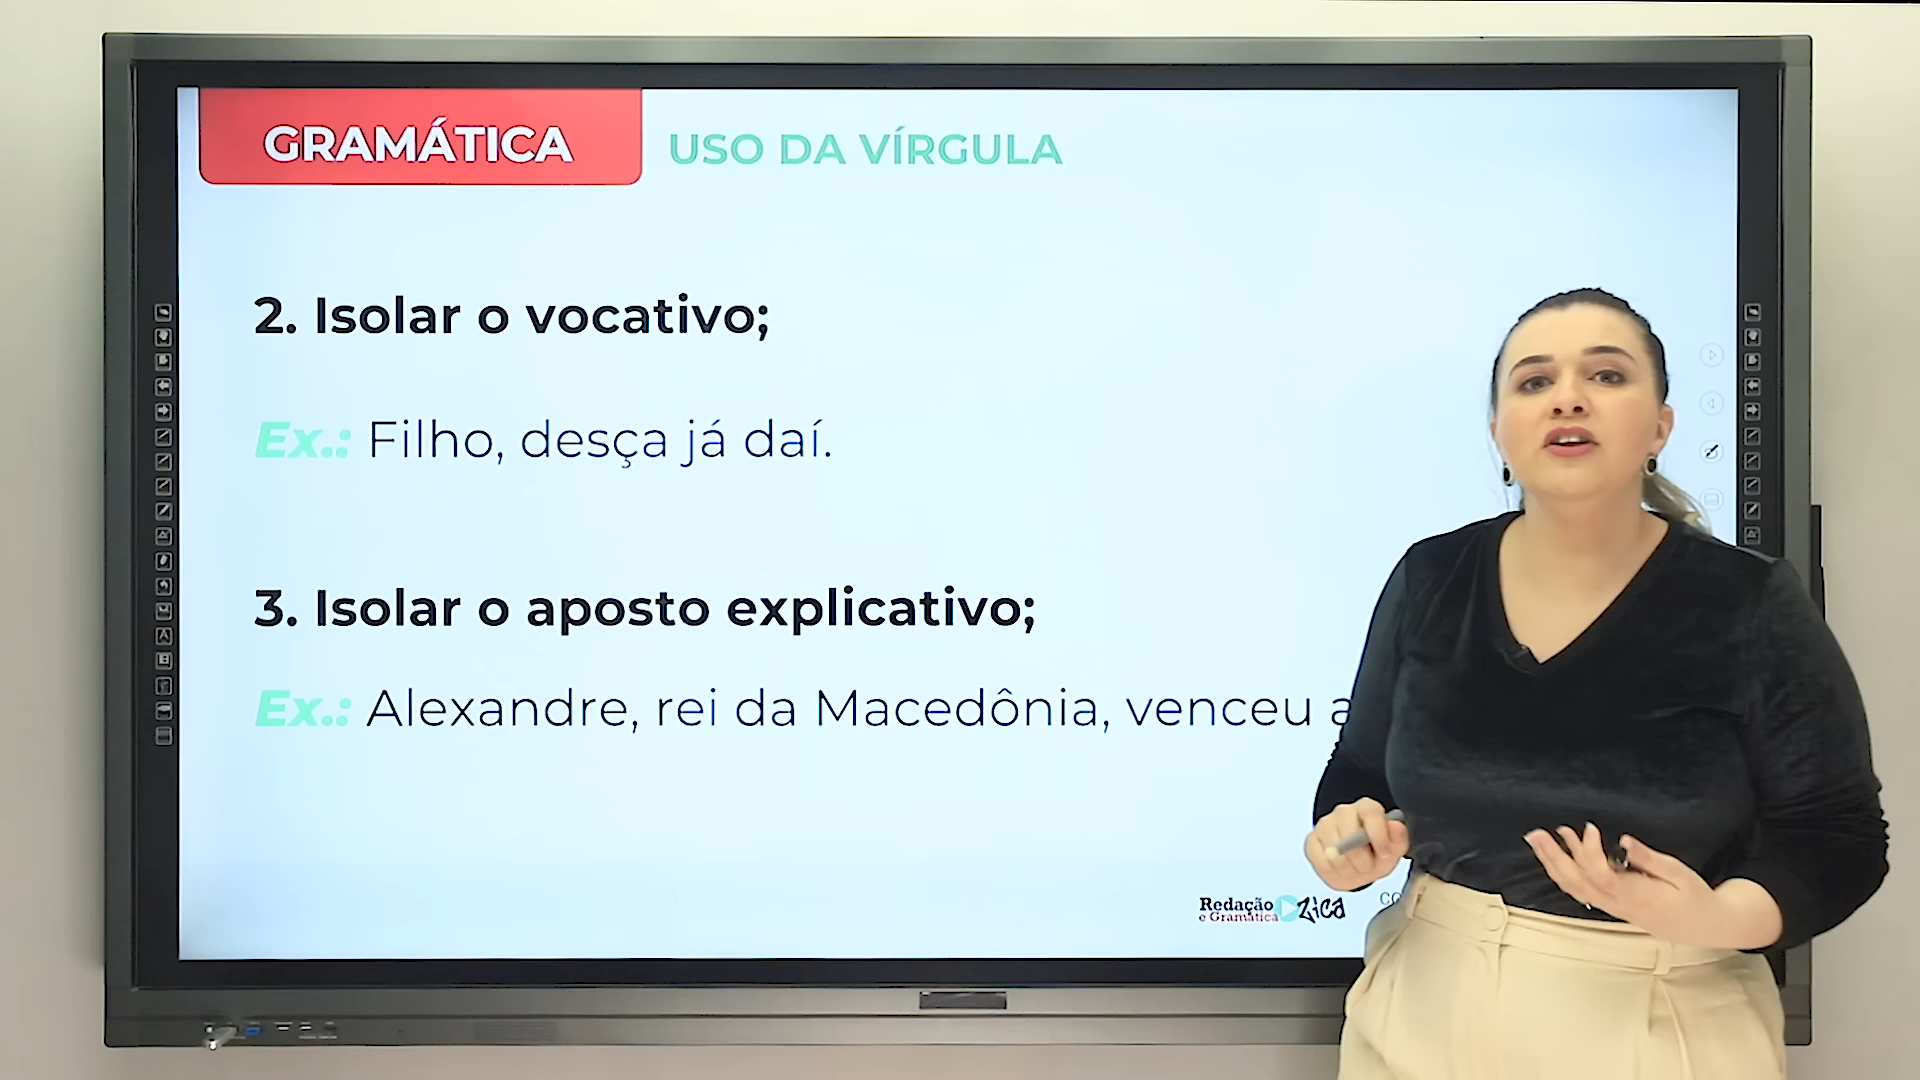 GRAMÁTICA
USO DA VÍRGULA
2. Isolar o vocativo;
Ex.: Filho, desça já daí.
3. Isolar o aposto explicativo;
Ex.: Alexandre, rei da Macedônia, venceu
Redação
e Gramática
Zica